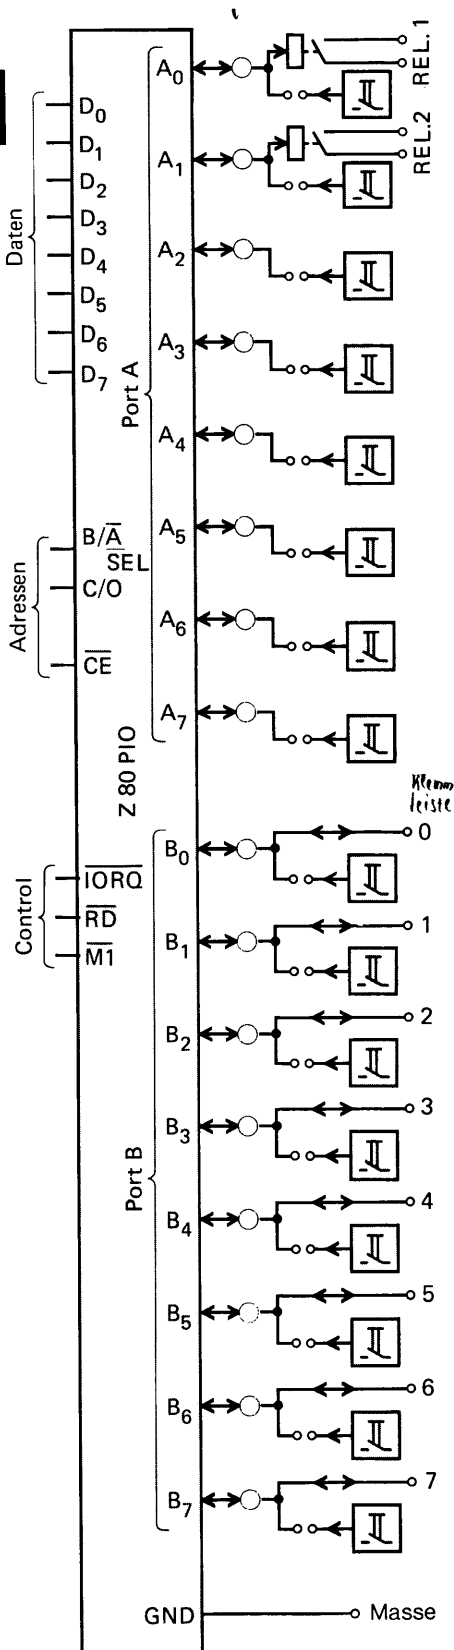 REL. 1
A0
D0
D1
A1
REL.2
D2
D3
Daten
A2
D4
D5
D6
A3
D7
Port A
A4
B/A
SEL
A5
C/O
Adressen
CE
A6
A7
Z 80 PIO
Klemm
leiste
B0
0
IORQ
Control
RD
B1
1
M1
B2
2
B3
3
Port B
B4
4
B5
5
B6
6
B7
7
GND
Masse